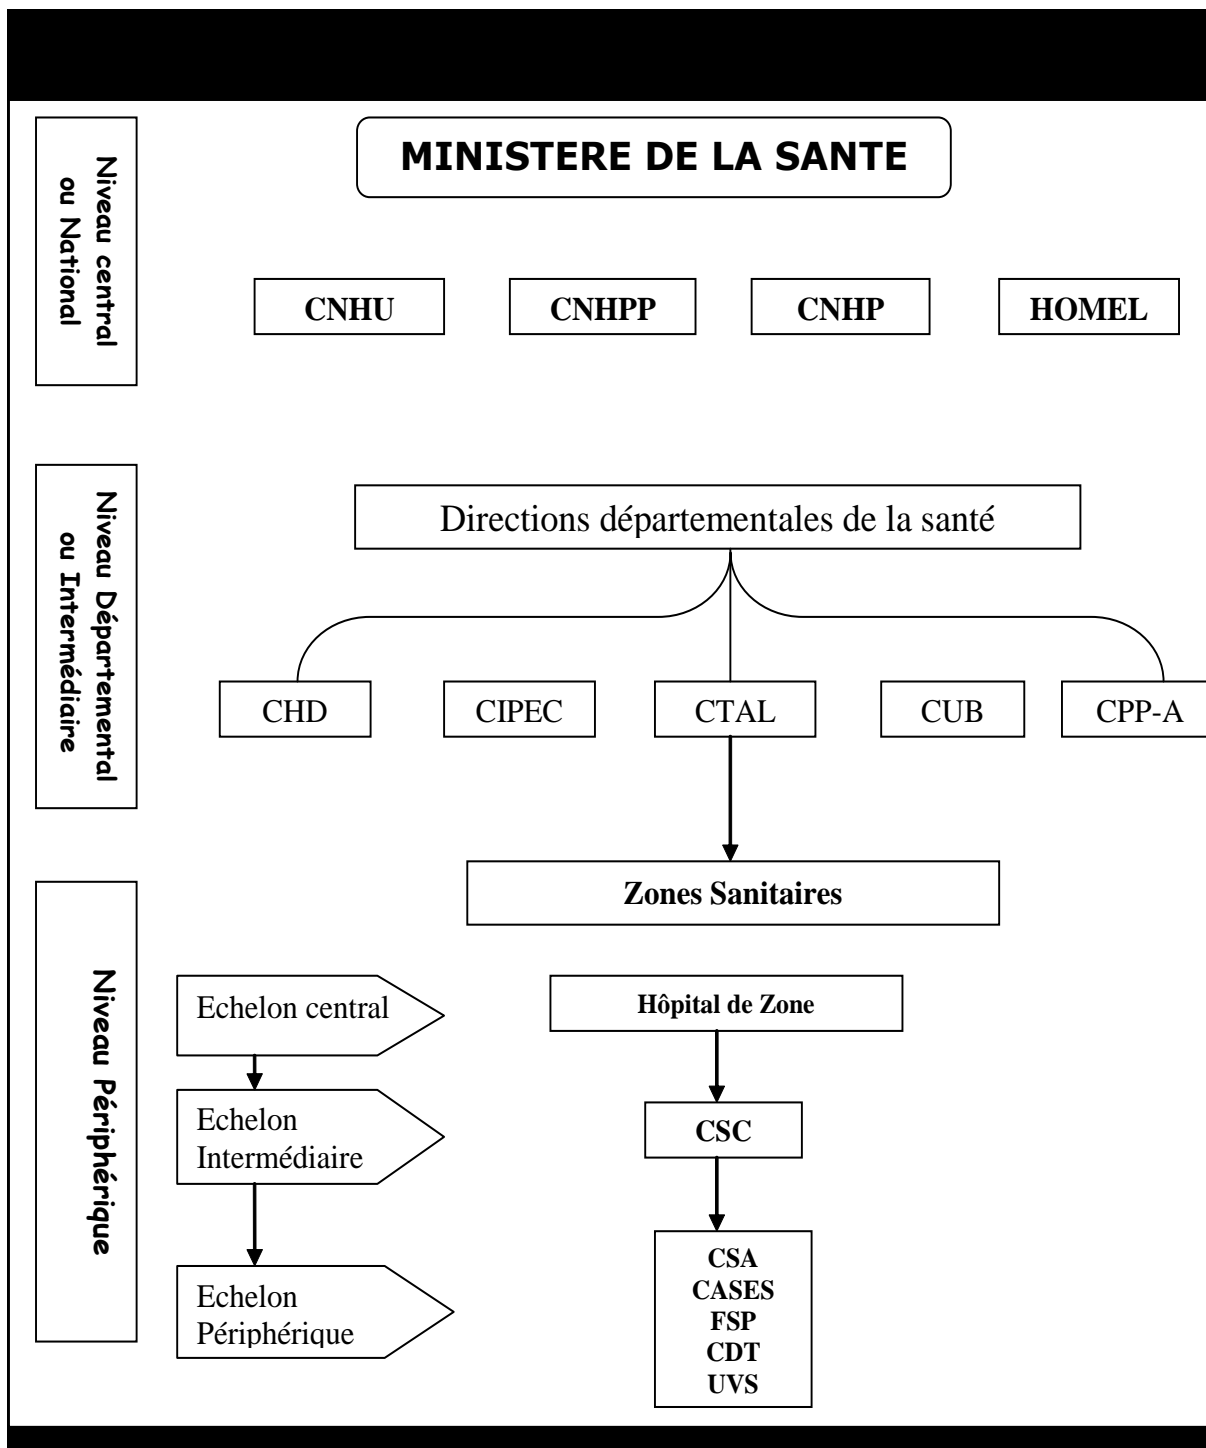 Niveau central
ou National
MINISTERE DE LA SANTE
CNHU
CNHPP
CNHP
HOMEL
Niveau Départemental
ou Intermédiaire
Directions départementales de la santé
CHD
CIPEC
CTAL
CUB
CPP-A
Niveau Périphérique
Zones Sanitaires
Echelon central
Hôpital de Zone
Echelon
Intermédiaire
CSC
Echelon
Périphérique
CSA
CASES
FSP
CDT
UVS